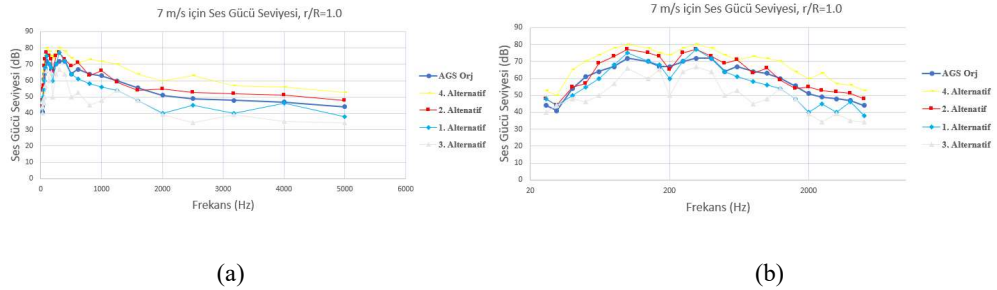 7 m/s için Ses Gücü Seviyesi, r/R=1.0
Ses Gücü Seviyesi (dB)
90
80
70
60
50
40
30
20
10
0
0 1000 2000 3000 4000 5000 6000
Frekans (Hz)
AGS Orj
4. Alternatif
2. Alternatif
1. Alternatif
3. Alternatif
(a)
7 m/s için Ses Gücü Seviyesi, r/R=1.0
Ses Gücü Seviyesi (dB)
90
80
70
60
50
40
30
20
10
0
20 200 2000
Frekans (Hz)
AGS Orj
4. Alternatif
2. Alternatif
1. Alternatif
3. Alternatif
(b)